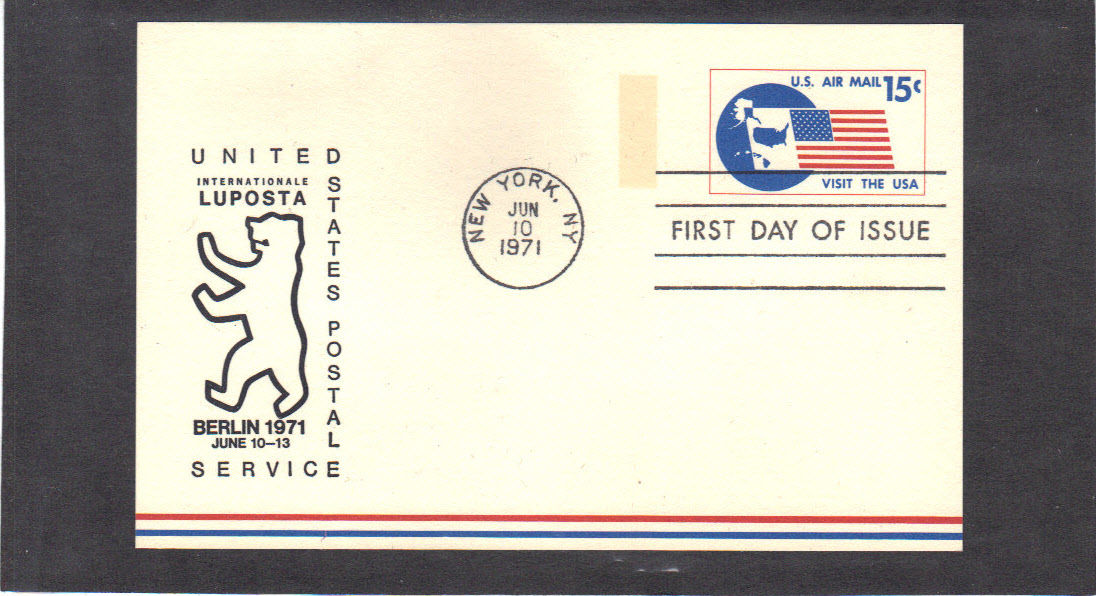 U.S. AIR MAIL 15¢
VISIT THE USA
NEW YORK, NY
JUN
10
1971
FIRST DAY OF ISSUE
UNITED
STATES POSTAL
SERVICE
INTERNATIONALE
LUPOSTA
BERLIN 1971
JUNE 10–13